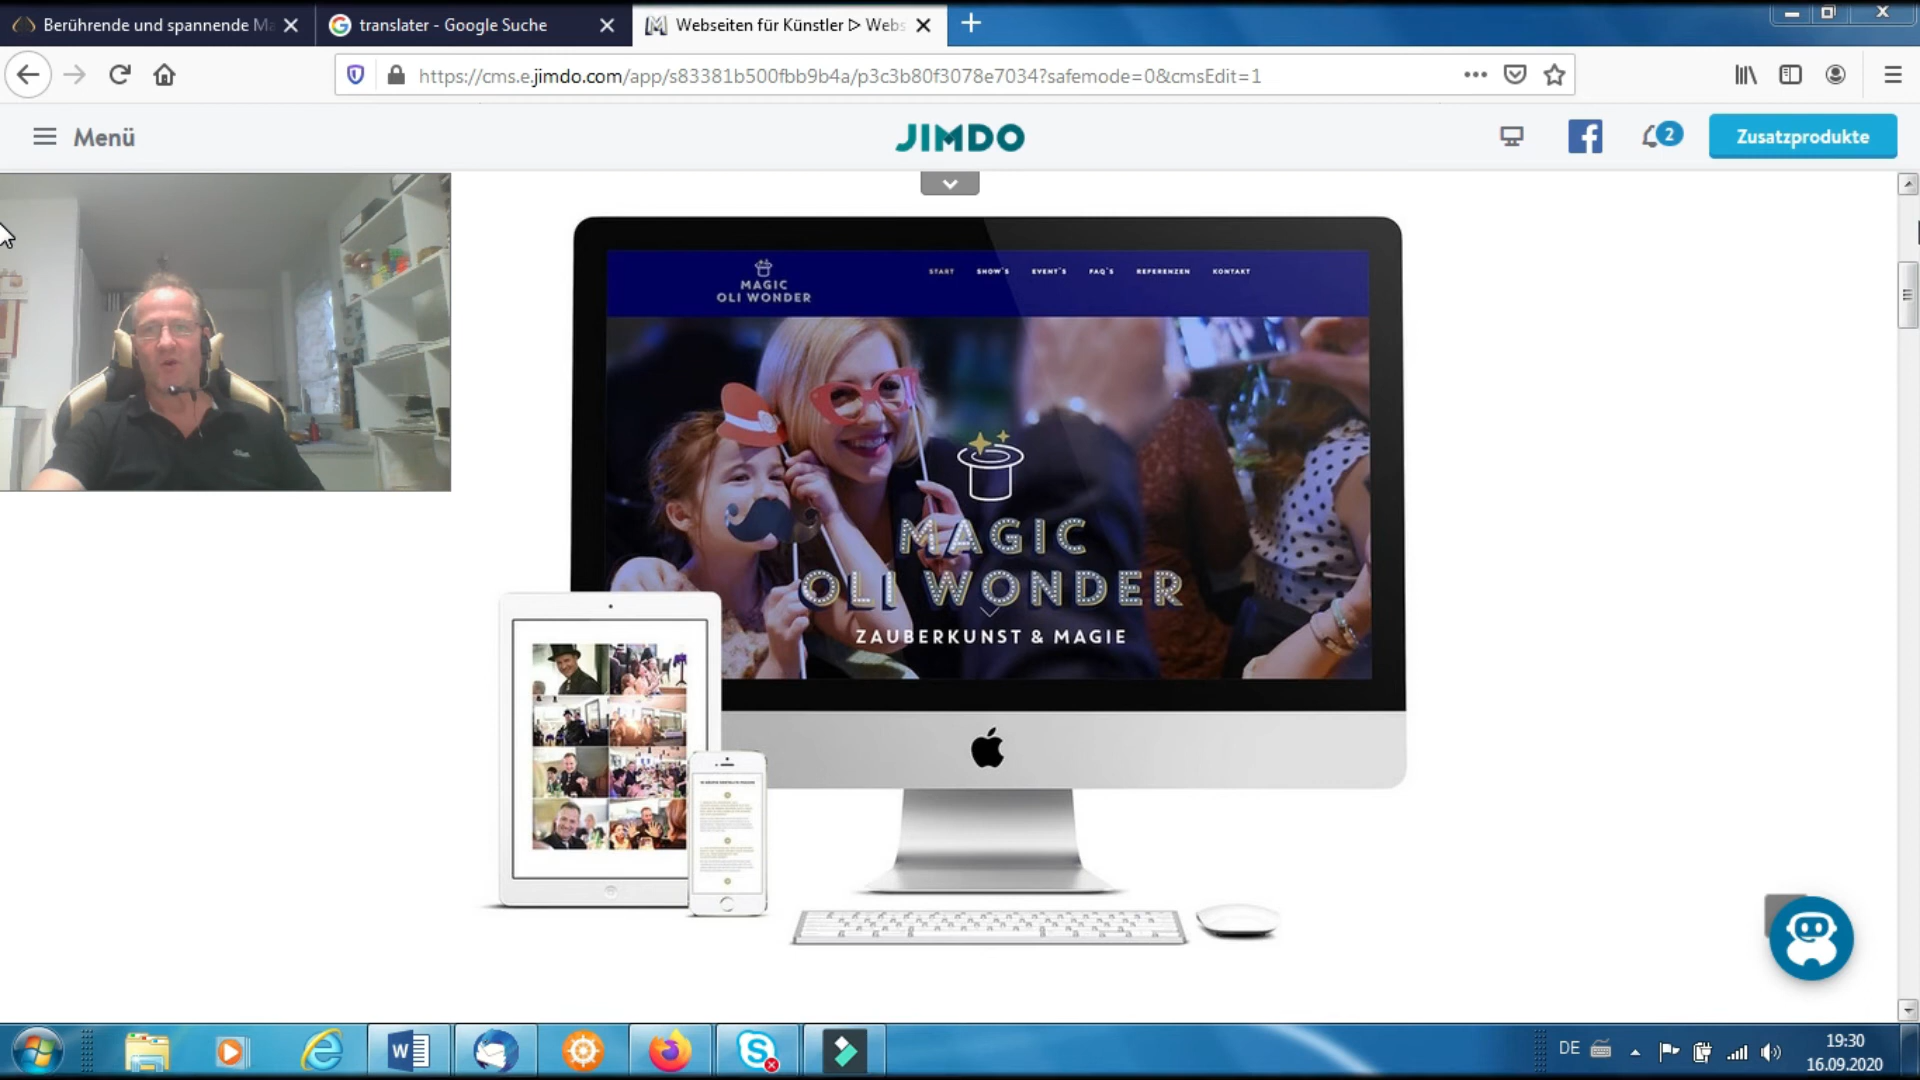 Berührende und spannende Ma
translater - Google Suche
Webseiten für Künstler ▷ Webs
https://cms.e.jimdo.com/app/s83381b500fbb9b4a/p3c3b80f3078e7034?safemode=0&cmsEdit=1
Menü
JIMDO
2
Zusatzprodukte
MAGIC
OLI WONDER
START SHOW'S EVENT'S FAQ'S REFERENZEN KONTAKT
MAGIC
OLI WONDER
ZAUBERKUNST & MAGIE
DE
19:30
16.09.2020